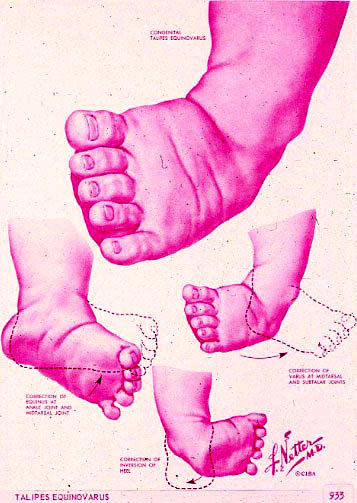 CONGENITAL
TALIPES EQUINOVARUS
CORRECTION OF
EQUINUS AT
ANKLE JOINT AND
MIDTARSAL JOINT
CORRECTION OF
VARUS AT MIDTARSAL
AND SUBTALAR JOINTS
CORRECTION OF
INVERSION OF
HEEL
F. Netter
M.D.
©CIBA
TALIPES EQUINOVARUS
933